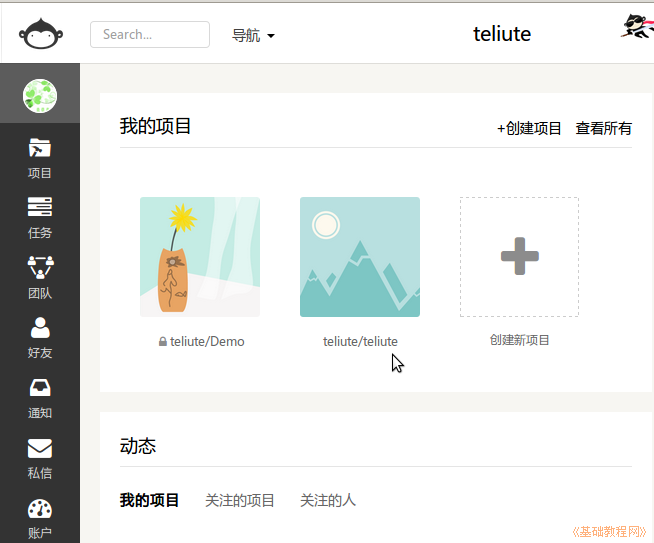 Search...
导航
teliute
项目
任务
团队
好友
通知
私信
账户
我的项目
+创建项目 查看所有
teliute/Demo
teliute/teliute
创建新项目
动态
我的项目 关注的项目 关注的人
《基础教程网》